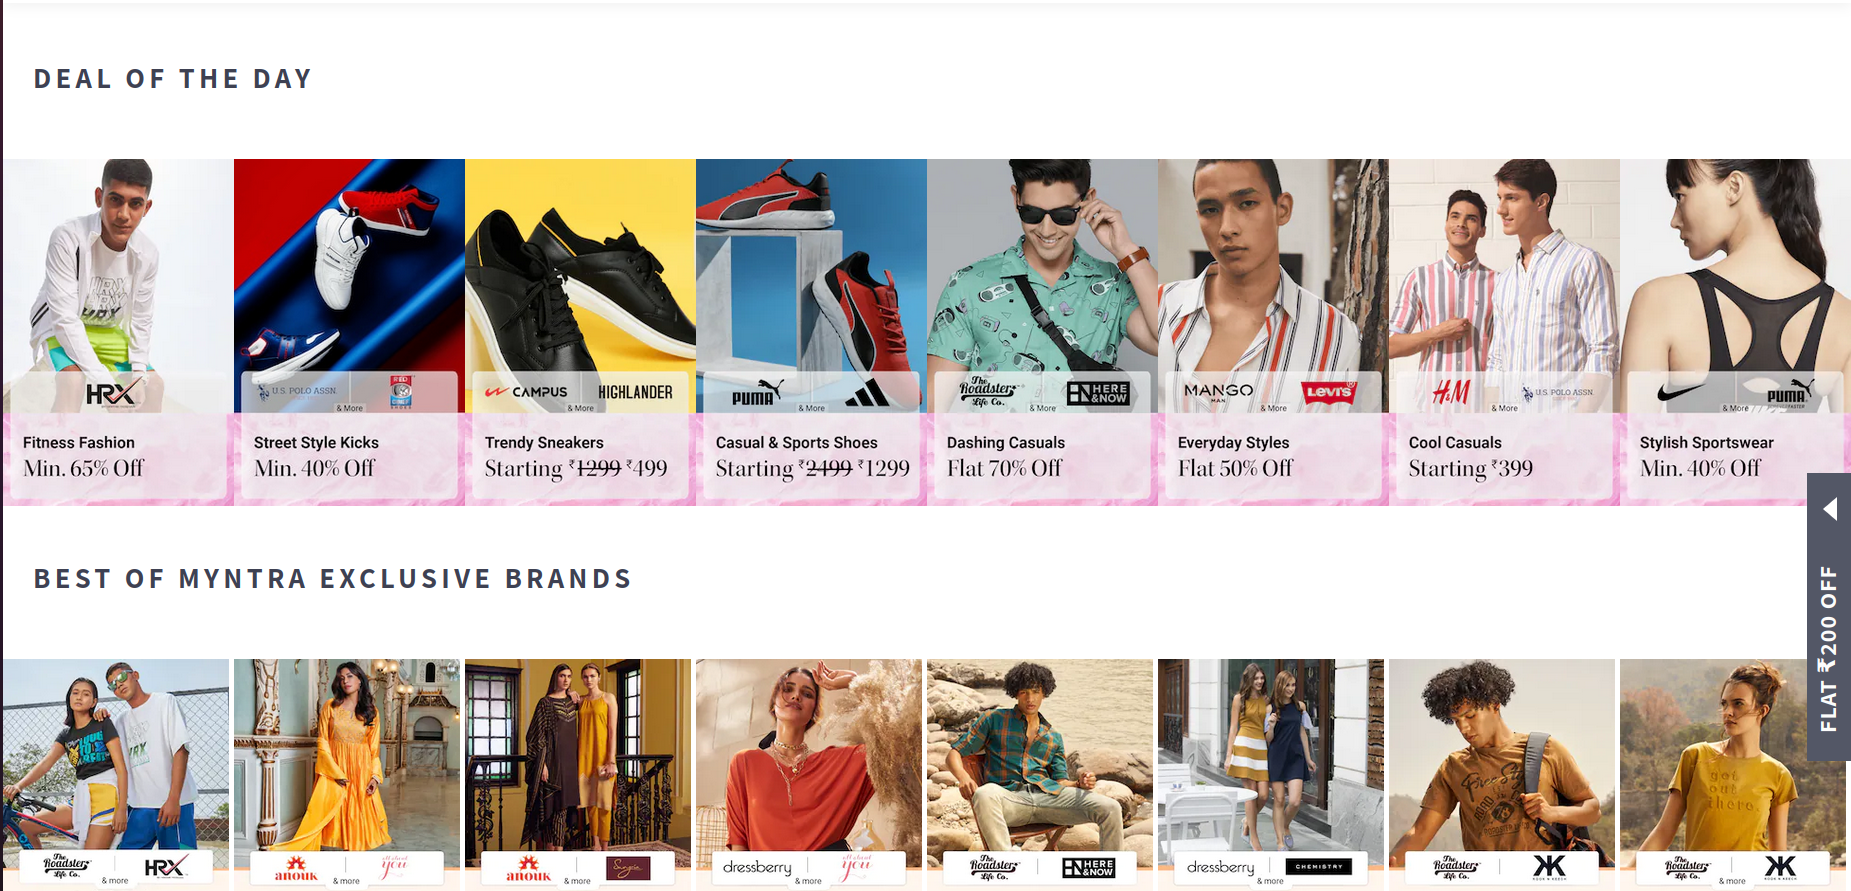 DEAL OF THE DAY
HRX
U.S. POLO ASSN.
RED
CHIEF
& More
CAMPUS
HIGHLANDER
& More
PUMA
& More
The
Roadster
Life Co.
HERE
&NOW
& More
MANGO
MAN
Levi's
& More
H&M
U.S. POLO ASSN
& More
PUMA
& More
Fitness Fashion
Min. 65% Off
Street Style Kicks
Min. 40% Off
Trendy Sneakers
Starting ₹1299 ₹499
Casual & Sports Shoes
Starting ₹2499 ₹1299
Dashing Casuals
Flat 70% Off
Everyday Styles
Flat 50% Off
Cool Casuals
Starting ₹399
Stylish Sportswear
Min. 40% Off
FLAT ₹200 OFF
BEST OF MYNTRA EXCLUSIVE BRANDS
HRX
got
out
there.
The
Roadster
Life Co.
HRX
& more
anouk
all about
you
& more
anouk
Sangria
& more
dressberry
all about
you
& more
The
Roadster
Life Co.
HERE
&NOW
dressberry
CHEMISTRY
& more
The
Roadster
Life Co.
The
Roadster
Life Co.
& more